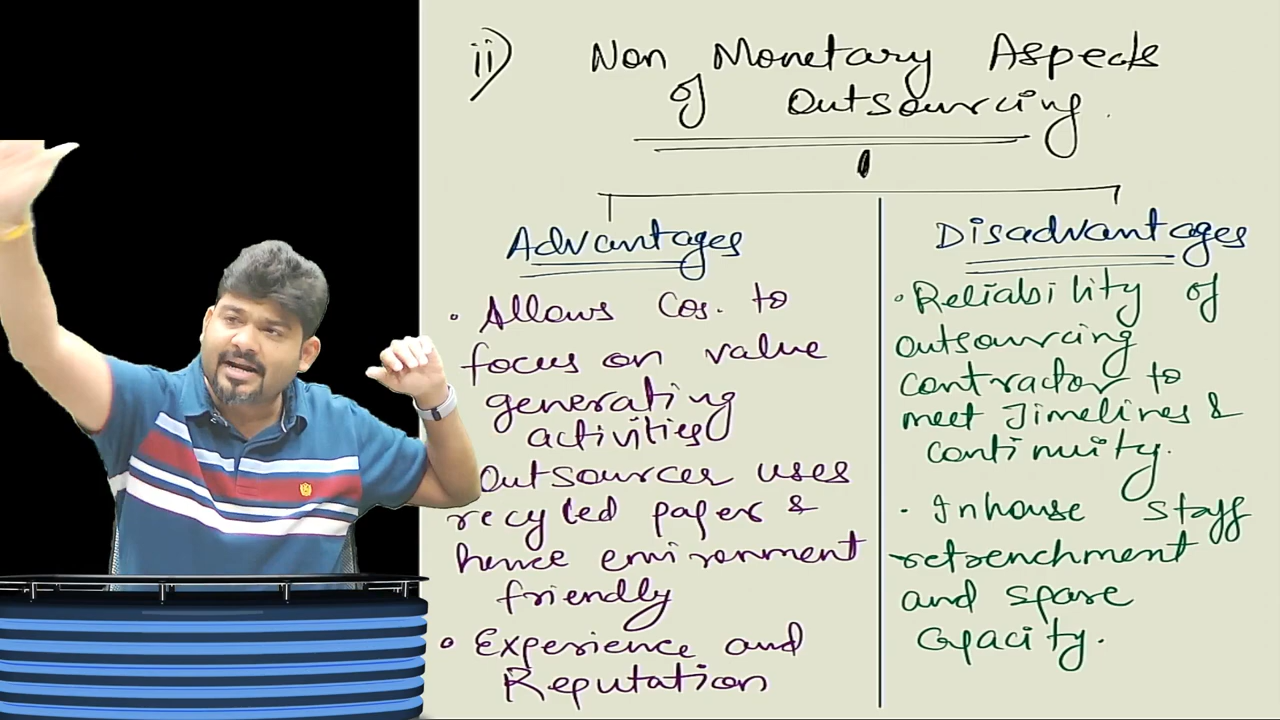 ii) Non Monetary Aspects
of Outsourcing.
Advantages
• Allows Cos. to
focus on value
generating
activities
Outsourcer uses
recycled paper &
hence environment
friendly
• Experience and
Reputation
Disadvantages
• Reliability of
outsourcing
contractor to
meet Timelines &
continuity.
• Inhouse staff
retrenchment
and spare
capacity.